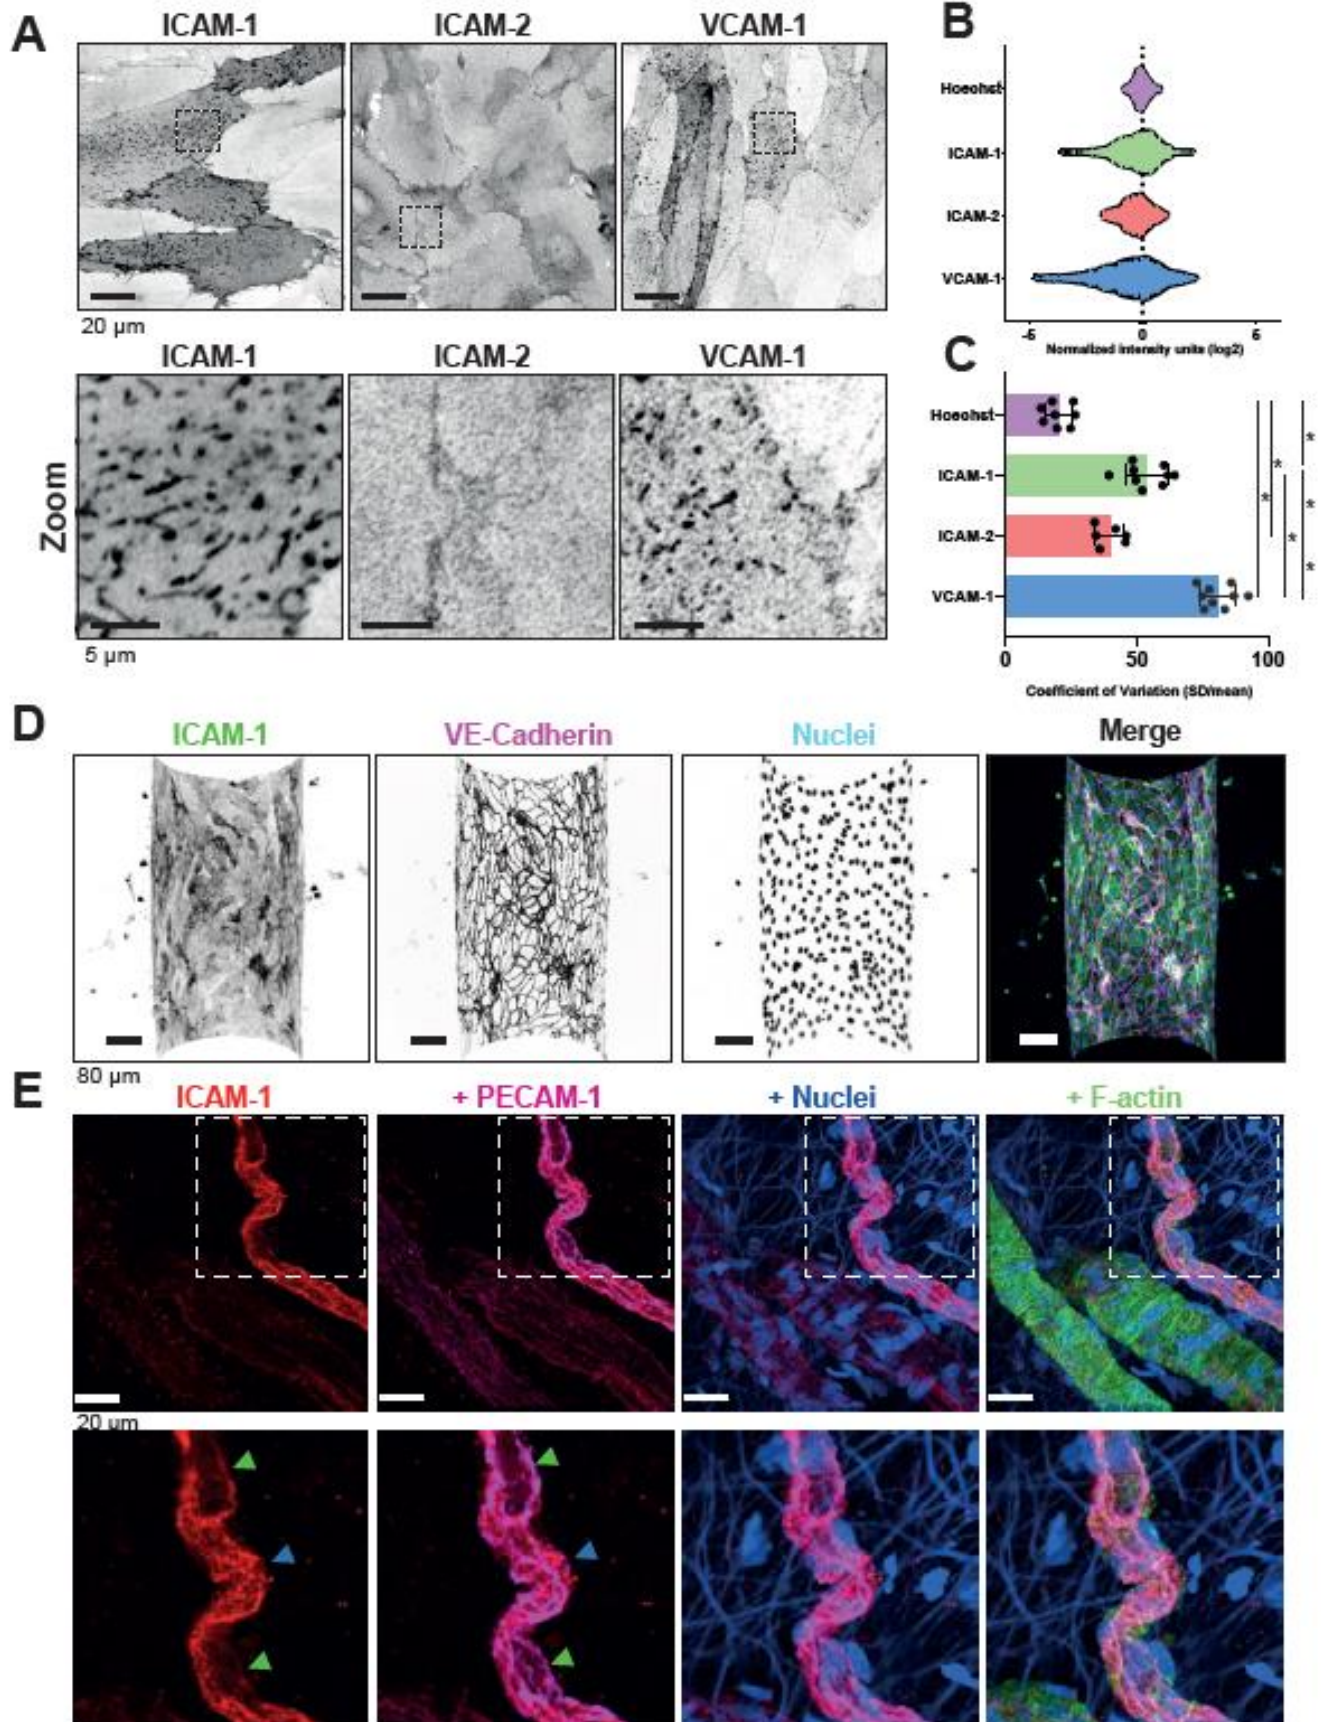 A
ICAM-1 ICAM-2 VCAM-1
20 µm
Zoom
ICAM-1 ICAM-2 VCAM-1
5 µm
B
Hoechst
ICAM-1
ICAM-2
VCAM-1
-5 0 5
Normalized intensity units (log2)
C
Hoechst
ICAM-1
ICAM-2
VCAM-1
* * * * * *
0 50 100
Coefficient of Variation (SD/mean)
D
ICAM-1 VE-Cadherin Nuclei Merge
80 µm
E
ICAM-1 + PECAM-1 + Nuclei + F-actin
20 µm